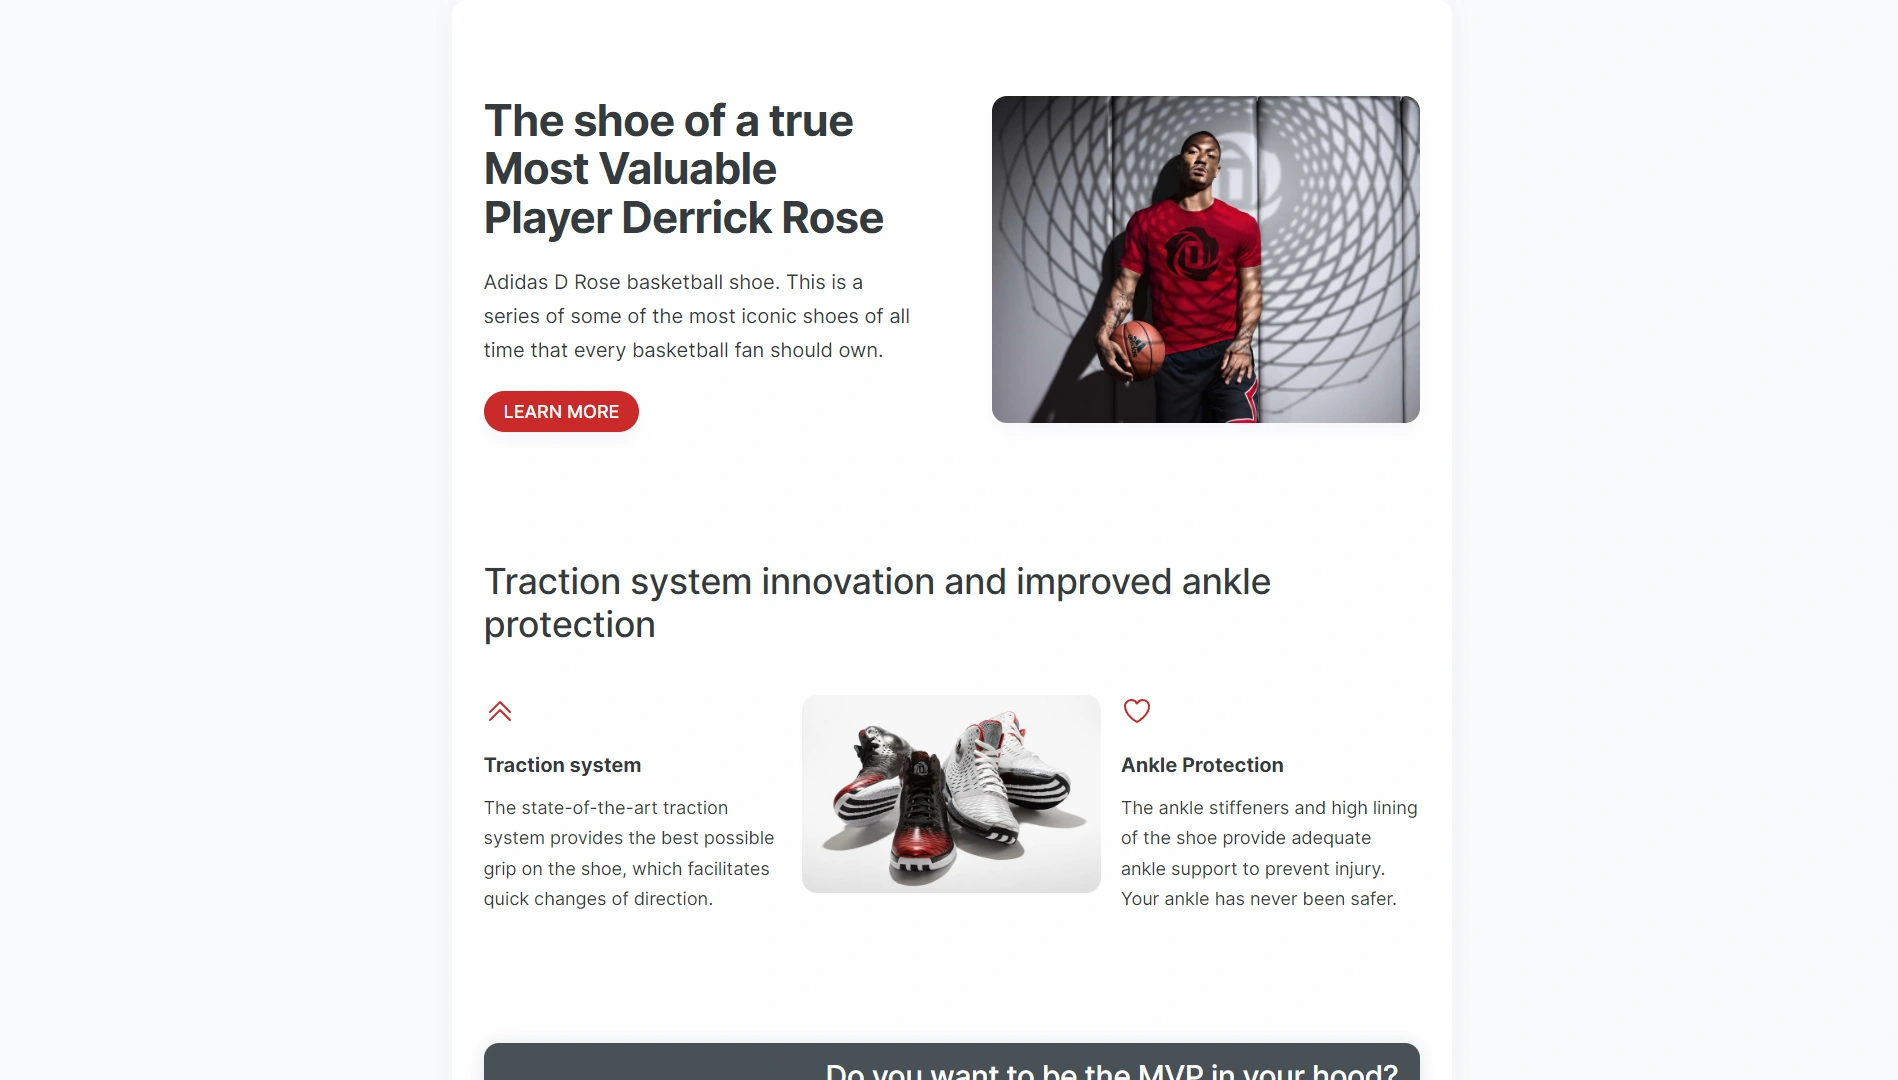 The shoe of a true
Most Valuable
Player Derrick Rose
Adidas D Rose basketball shoe. This is a
series of some of the most iconic shoes of all
time that every basketball fan should own.
LEARN MORE
Traction system innovation and improved ankle
protection
Traction system
The state-of-the-art traction
system provides the best possible
grip on the shoe, which facilitates
quick changes of direction.
Ankle Protection
The ankle stiffeners and high lining
of the shoe provide adequate
ankle support to prevent injury.
Your ankle has never been safer.
Do you want to be the MVP in your hood?